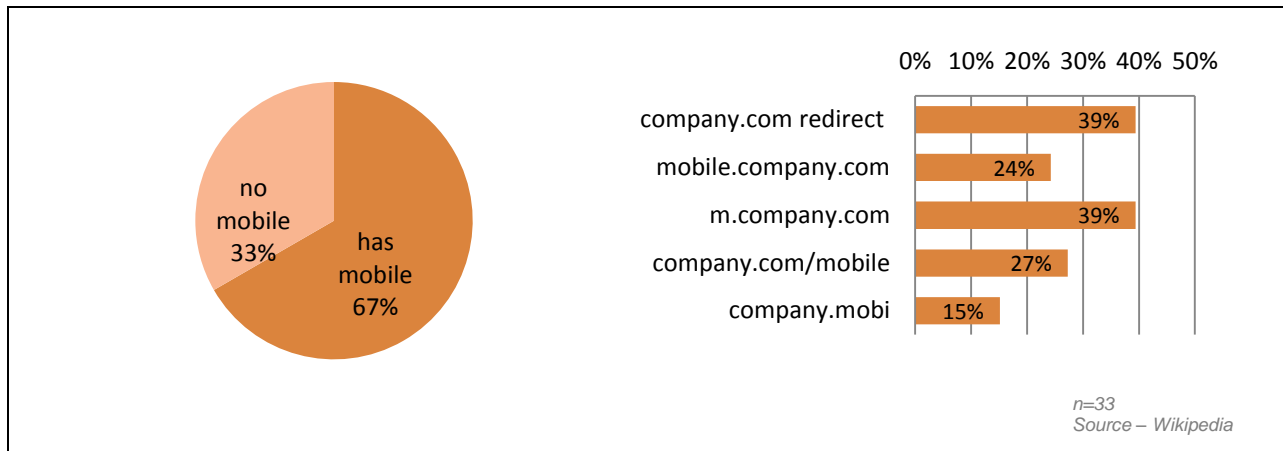 no
mobile
33%
has
mobile
67%
0% 10% 20% 30% 40% 50%
company.com redirect 39%
mobile.company.com 24%
m.company.com 39%
company.com/mobile 27%
company.mobi 15%
n=33
Source – Wikipedia